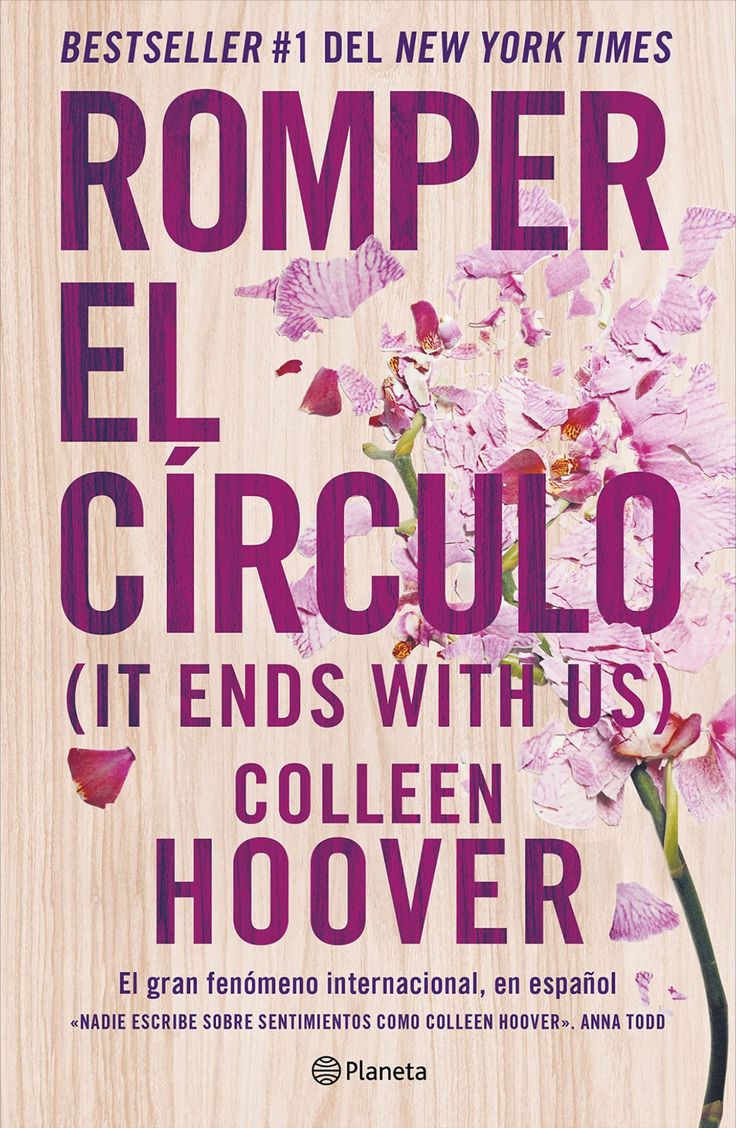 BESTSELLER #1 DEL NEW YORK TIMES
ROMPER
EL
CÍRCULO
(IT ENDS WITH US)
COLLEEN
HOOVER
El gran fenómeno internacional, en español
«NADIE ESCRIBE SOBRE SENTIMIENTOS COMO COLLEEN HOOVER». ANNA TODD
Planeta